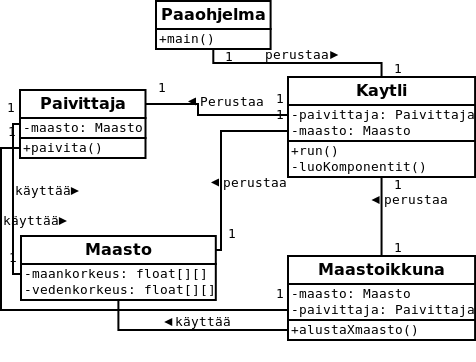 Paaohjelma
+main()
1
perustaa►
1
Kaytli
-paivittaja: Paivittaja
-maasto: Maasto
+run()
-luoKomponentit()
1
◄Perustaa
1
1
Paivittaja
-maasto: Maasto
+paivita()
1
1
käyttää►
käyttää►
1
◄perustaa
1
1
◄perustaa
1
Maasto
-maankorkeus: float[][]
-vedenkorkeus: float[][]
◄käyttää
1
Maastoikkuna
-maasto: Maasto
-paivittaja: Paivittaja
+alustaXmaasto()